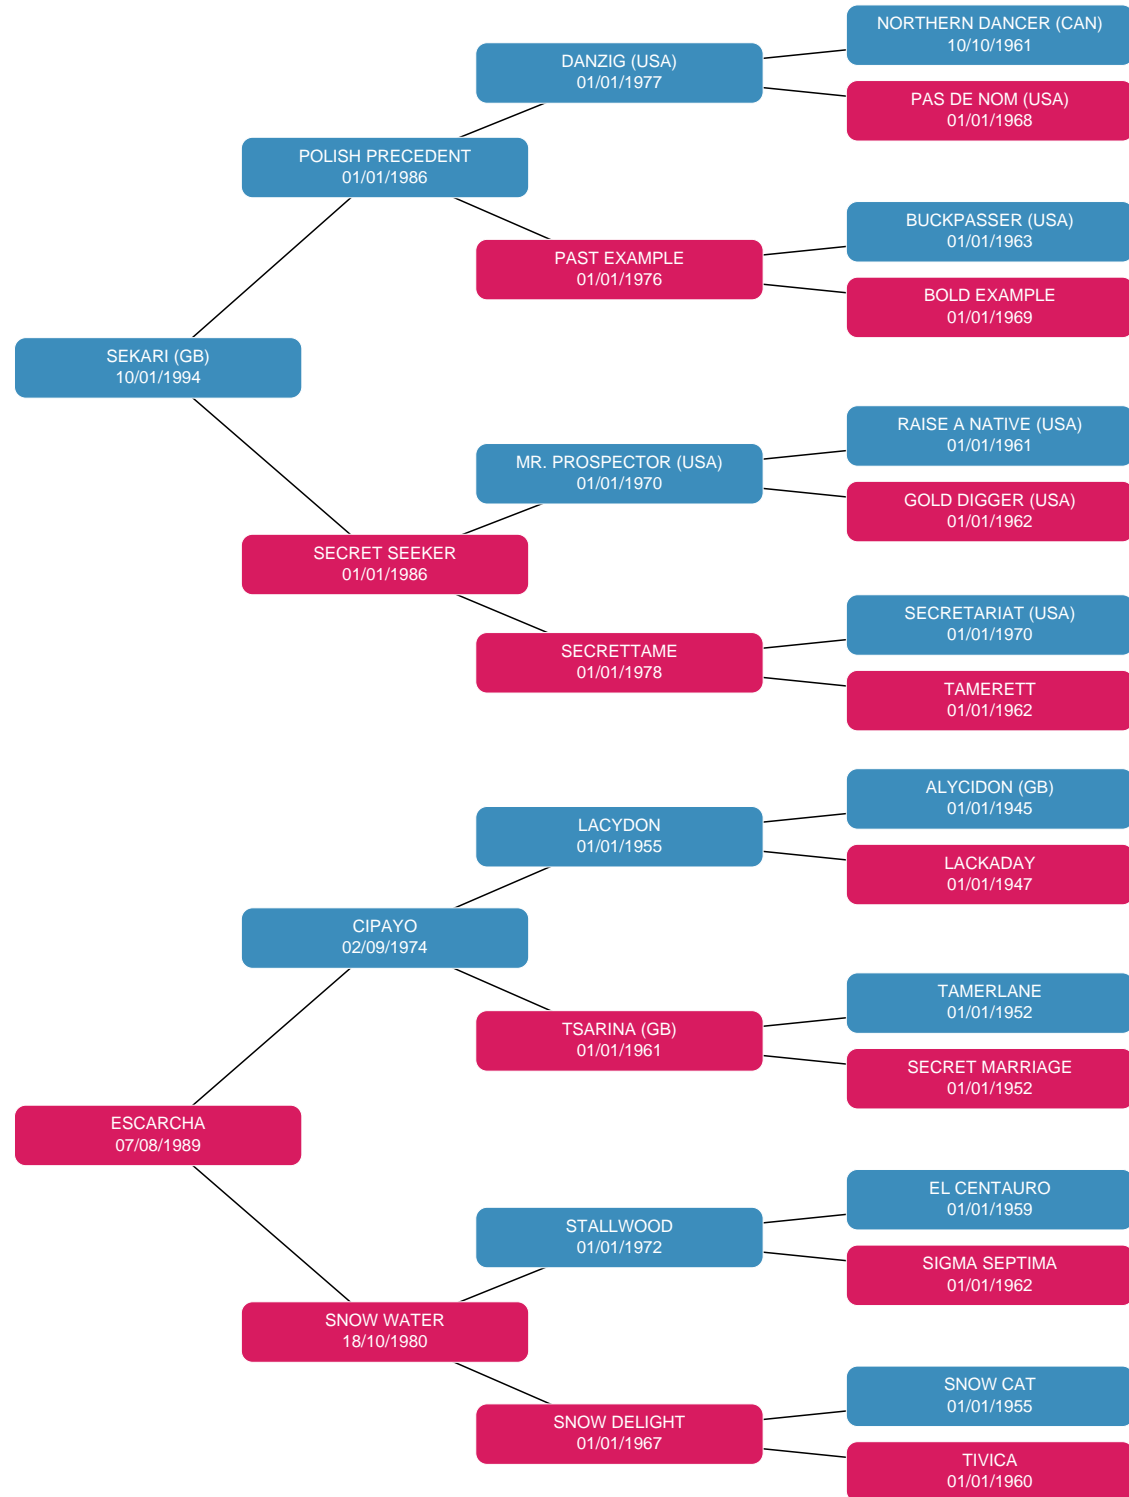 NORTHERN DANCER (CAN)
10/10/1961
DANZIG (USA)
01/01/1977
PAS DE NOM (USA)
01/01/1968
POLISH PRECEDENT
01/01/1986
BUCKPASSER (USA)
01/01/1963
PAST EXAMPLE
01/01/1976
BOLD EXAMPLE
01/01/1969
SEKARI (GB)
10/01/1994
RAISE A NATIVE (USA)
01/01/1961
MR. PROSPECTOR (USA)
01/01/1970
GOLD DIGGER (USA)
01/01/1962
SECRET SEEKER
01/01/1986
SECRETARIAT (USA)
01/01/1970
SECRETTAME
01/01/1978
TAMERETT
01/01/1962
ALYCIDON (GB)
01/01/1945
LACYDON
01/01/1955
LACKADAY
01/01/1947
CIPAYO
02/09/1974
TAMERLANE
01/01/1952
TSARINA (GB)
01/01/1961
SECRET MARRIAGE
01/01/1952
ESCARCHA
07/08/1989
EL CENTAURO
01/01/1959
STALLWOOD
01/01/1972
SIGMA SEPTIMA
01/01/1962
SNOW WATER
18/10/1980
SNOW CAT
01/01/1955
SNOW DELIGHT
01/01/1967
TIVICA
01/01/1960